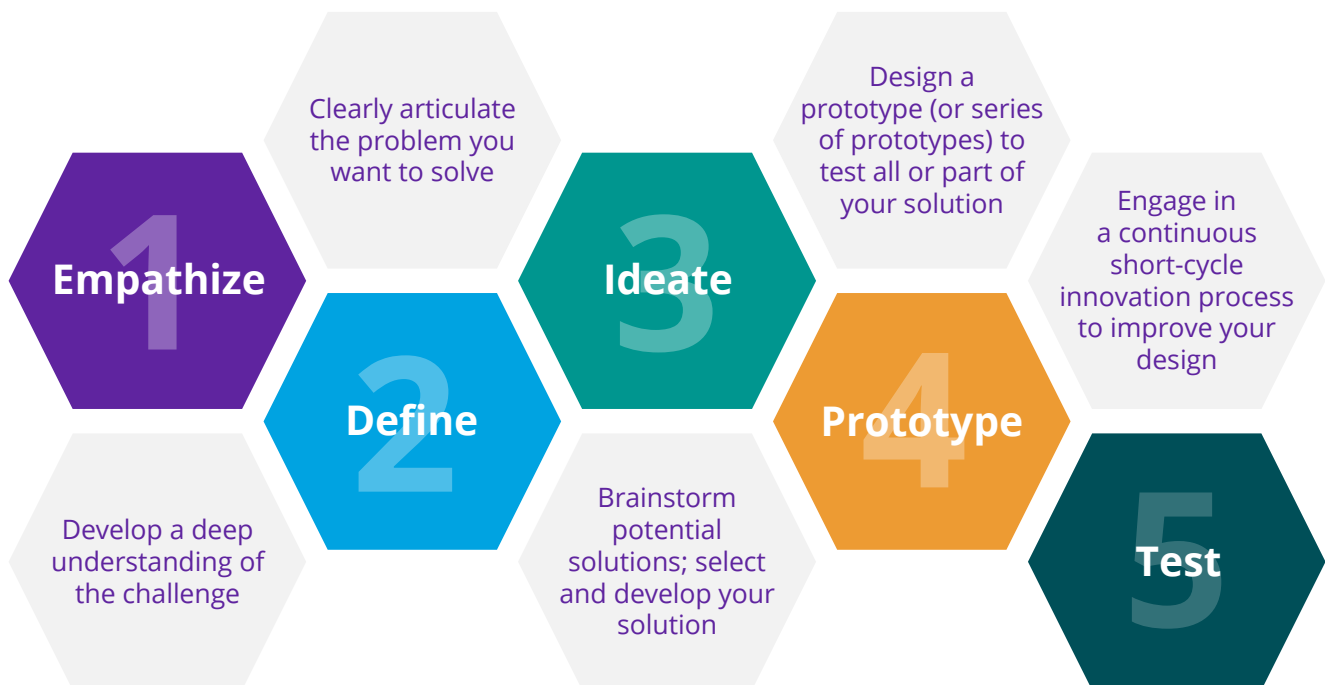 1
Empathize
Develop a deep
understanding of
the challenge
Clearly articulate
the problem you
want to solve
2
Define
3
Ideate
Brainstorm
potential
solutions; select
and develop your
solution
Design a
prototype (or series
of prototypes) to
test all or part of
your solution
4
Prototype
Engage in
a continuous
short-cycle
innovation process
to improve your
design
5
Test